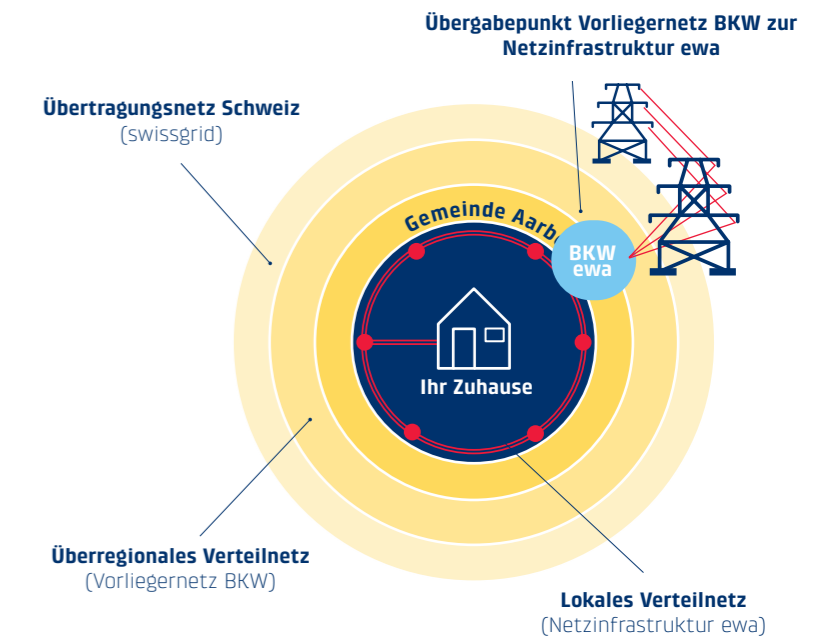 Übergabepunkt Vorliegernetz BKW zur
Netzinfrastruktur ewa
Übertragungsnetz Schweiz
(swissgrid)
Gemeinde
BKW
ewa
Ihr Zuhause
Überregionales Verteilnetz
(Vorliegernetz BKW)
Lokales Verteilnetz
(Netzinfrastruktur ewa)